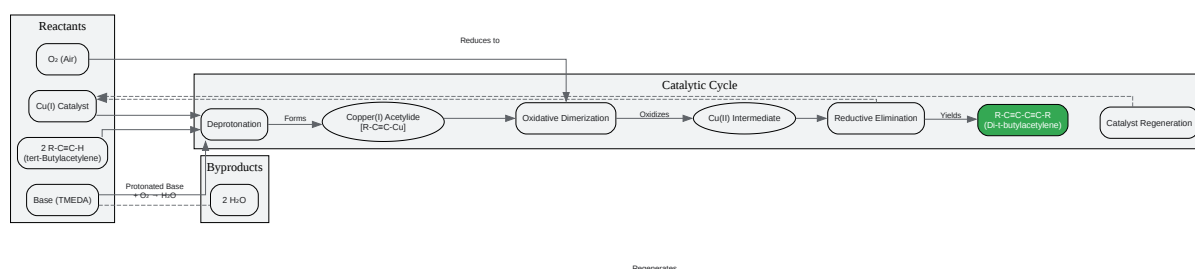 Reactants
O₂ (Air)
Cu(I) Catalyst
2 R-C≡C-H
(tert-Butylacetylene)
Base (TMEDA)
Reduces to
Catalytic Cycle
Deprotonation
Forms
Copper(I) Acetylide
[R-C≡C-Cu]
Oxidative Dimerization
Oxidizes
Cu(II) Intermediate
Reductive Elimination
Yields
R-C≡C-C≡C-R
(Di-t-butylacetylene)
Catalyst Regeneration
Protonated Base
+ O₂ → H₂O
Byproducts
2 H₂O
Regenerates